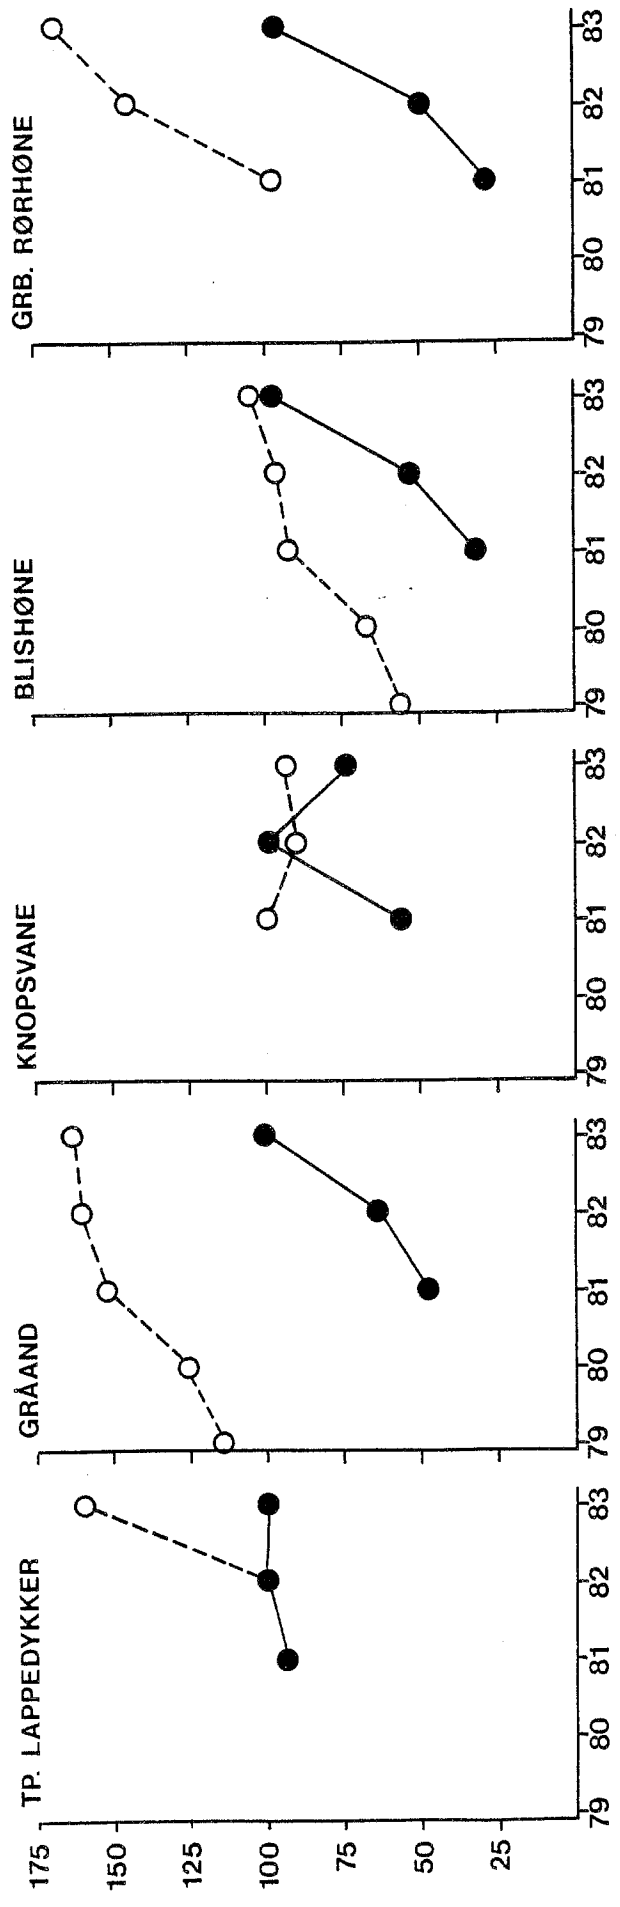 TP. LAPPEDYKKER
GRÅAND
KNOPSVANE
BLISHØNE
GRB. RØRHØNE
175
150
125
100
75
50
25
79 80 81 82 83
79 80 81 82 83
79 80 81 82 83
79 80 81 82 83
79 80 81 82 83